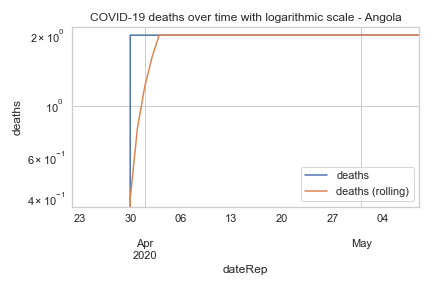 COVID-19 deaths over time with logarithmic scale - Angola
deaths
2 × 10⁰
10⁰
6 × 10⁻¹
4 × 10⁻¹
deaths
deaths (rolling)
23 30 06 13 20 27 04
Apr May
2020
dateRep